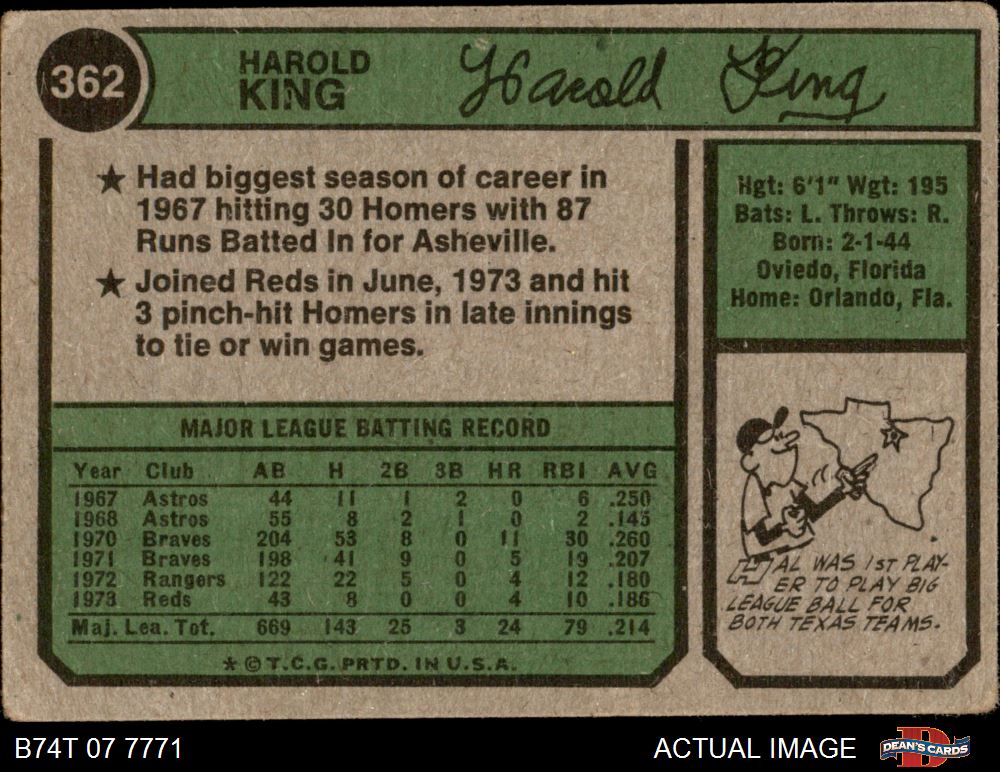 362
HAROLD
KING
Harold King
★ Had biggest season of career in
1967 hitting 30 Homers with 87
Runs Batted In for Asheville.
★ Joined Reds in June, 1973 and hit
3 pinch-hit Homers in late innings
to tie or win games.
Hgt: 6'1" Wgt: 195
Bats: L. Throws: R.
Born: 2-1-44
Oviedo, Florida
Home: Orlando, Fla.
MAJOR LEAGUE BATTING RECORD
Year Club AB H 2B 3B HR RBI AVG
1967 Astros 44 11 1 2 0 6 .250
1968 Astros 55 8 2 1 0 2 .145
1970 Braves 204 53 8 0 11 30 .260
1971 Braves 198 41 9 0 5 19 .207
1972 Rangers 122 22 5 0 4 12 .180
1973 Reds 43 8 0 0 4 10 .186
Maj. Lea. Tot. 669 143 25 3 24 79 .214
★ © T.C.G. PRTD. IN U.S.A.
HAL WAS 1ST PLAY-
ER TO PLAY BIG
LEAGUE BALL FOR
BOTH TEXAS TEAMS.
B74T 07 7771
ACTUAL IMAGE
DEAN'S CARDS